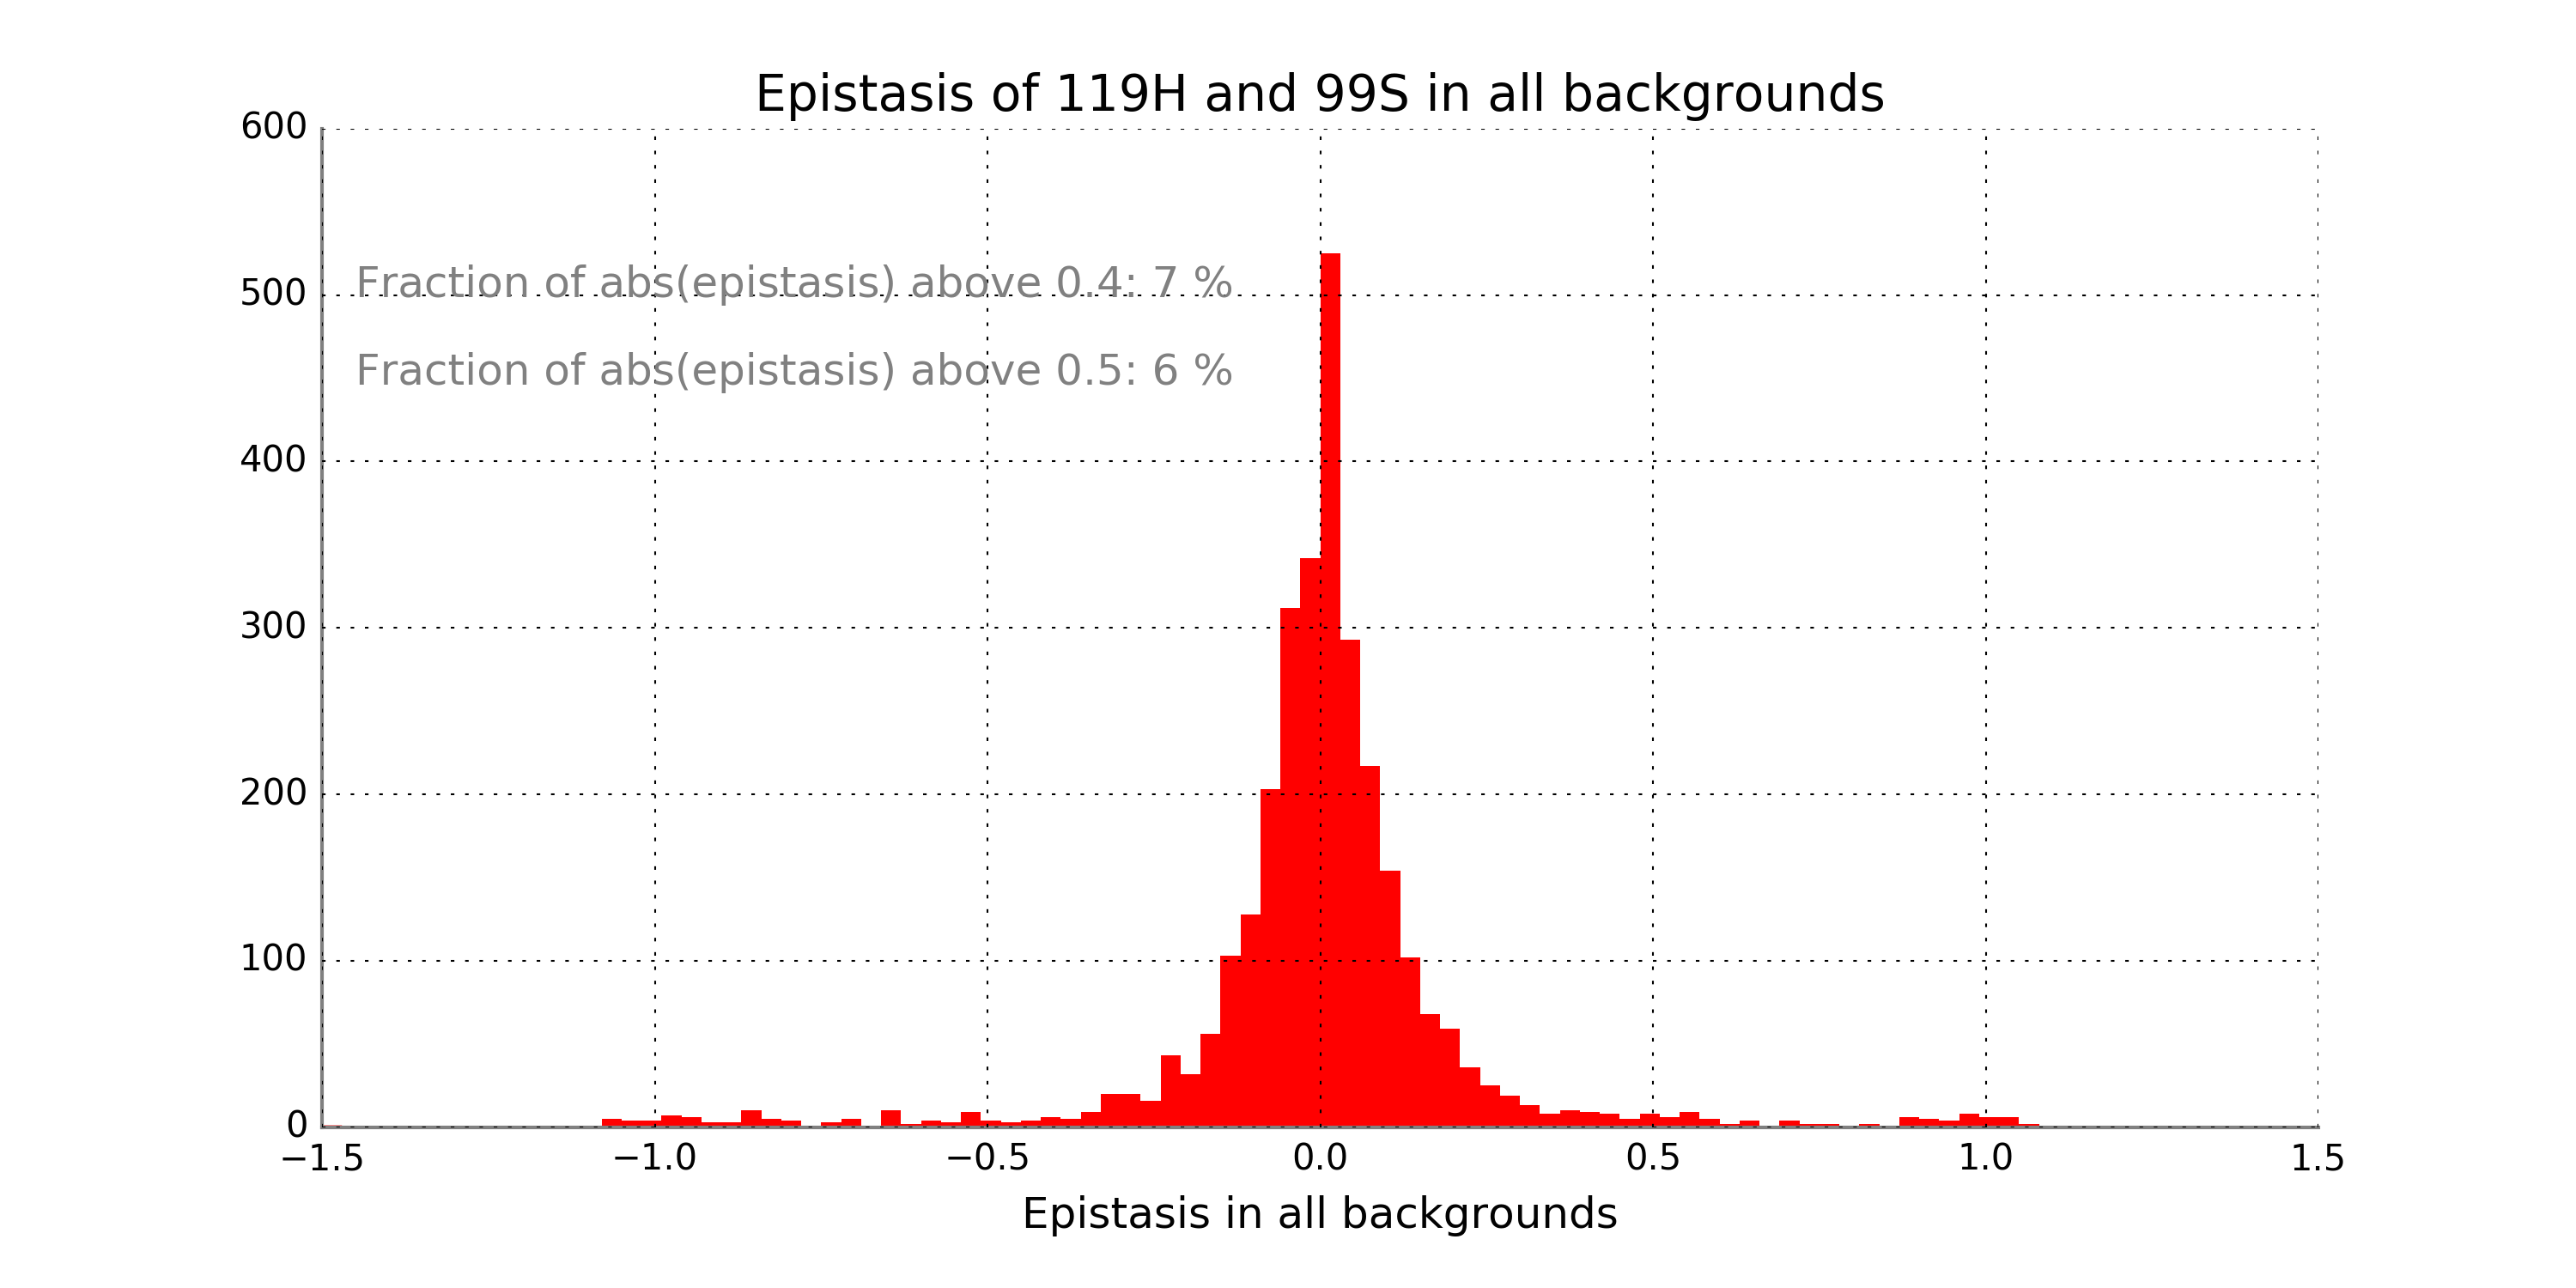 Epistasis of 119H and 99S in all backgrounds
600
500
400
300
200
100
0
Fraction of abs(epistasis) above 0.4: 7 %
Fraction of abs(epistasis) above 0.5: 6 %
−1.5 −1.0 −0.5 0.0 0.5 1.0 1.5
Epistasis in all backgrounds